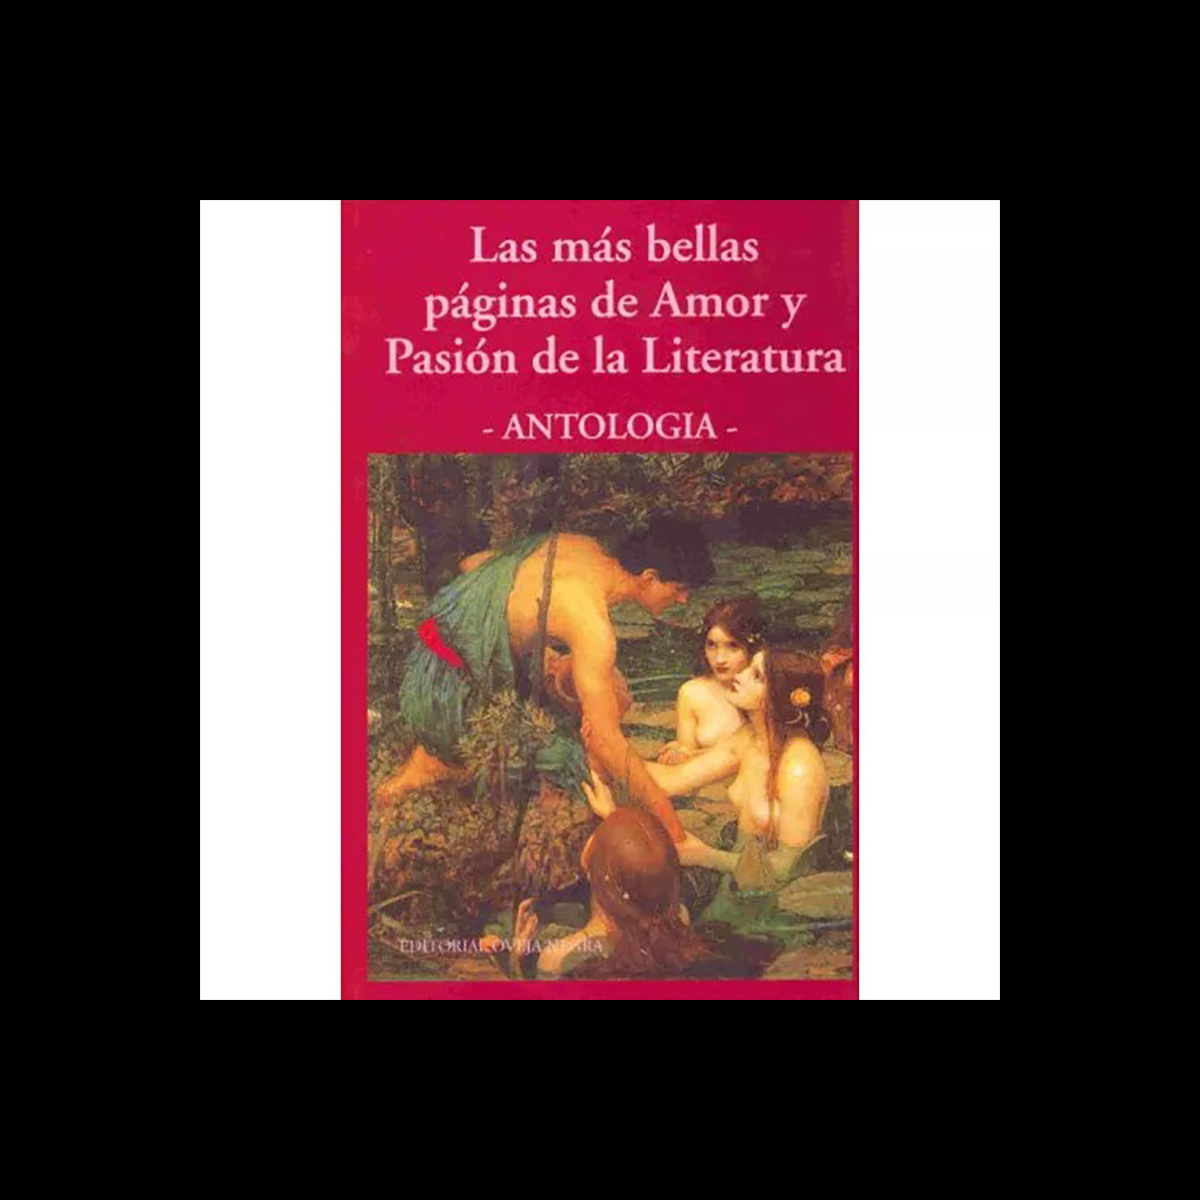 Las más bellas
páginas de Amor y
Pasión de la Literatura
- ANTOLOGIA -
EDITORIAL OVEJA NEGRA